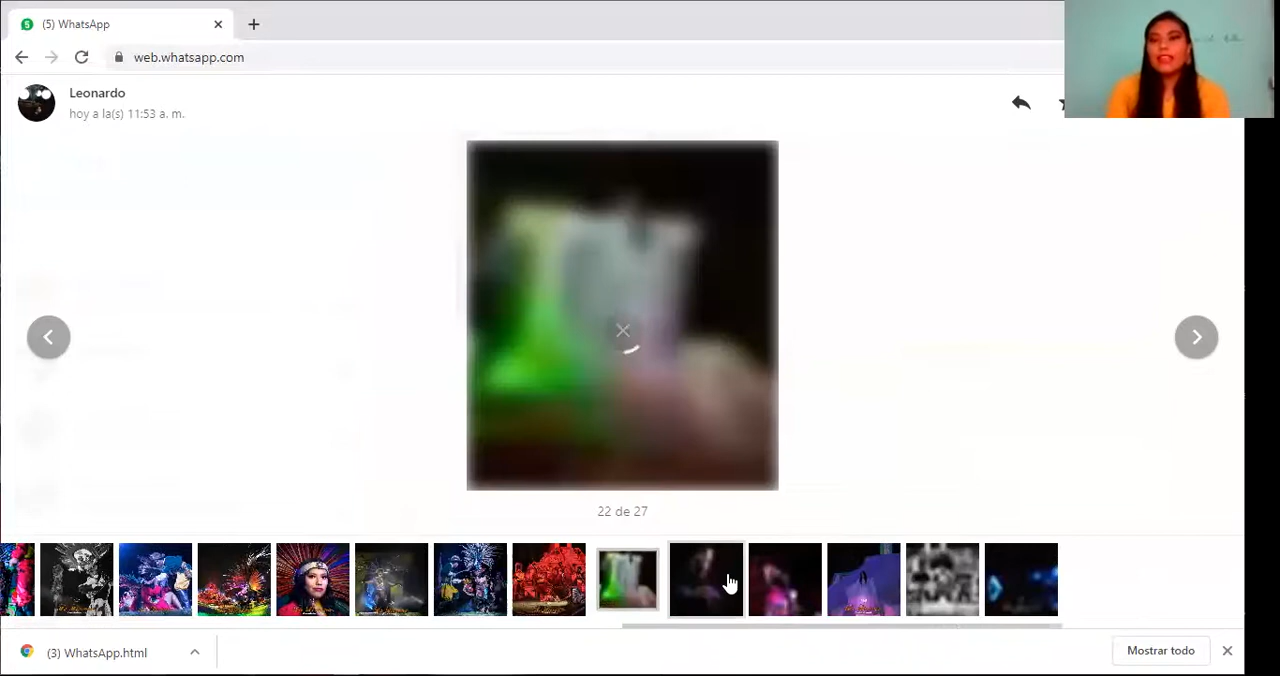 (5) WhatsApp
web.whatsapp.com
Leonardo
hoy a la(s) 11:53 a. m.
22 de 27
(3) WhatsApp.html
Mostrar todo